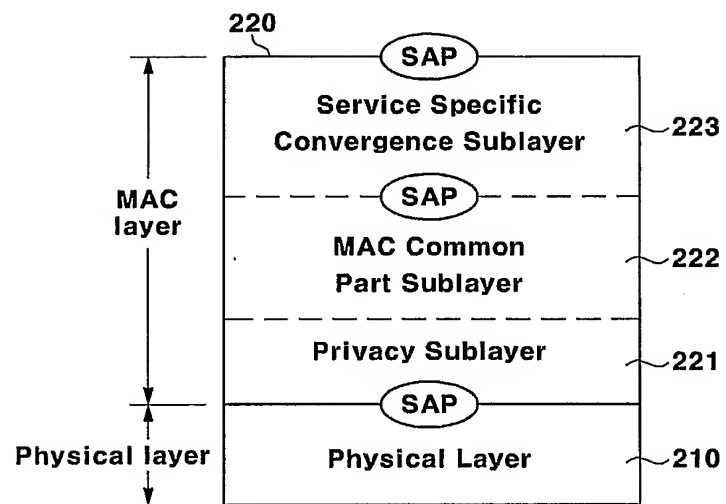 220
SAP
Service Specific
Convergence Sublayer
223
SAP
MAC
layer
MAC Common
Part Sublayer
222
Privacy Sublayer
221
SAP
Physical layer
Physical Layer
210